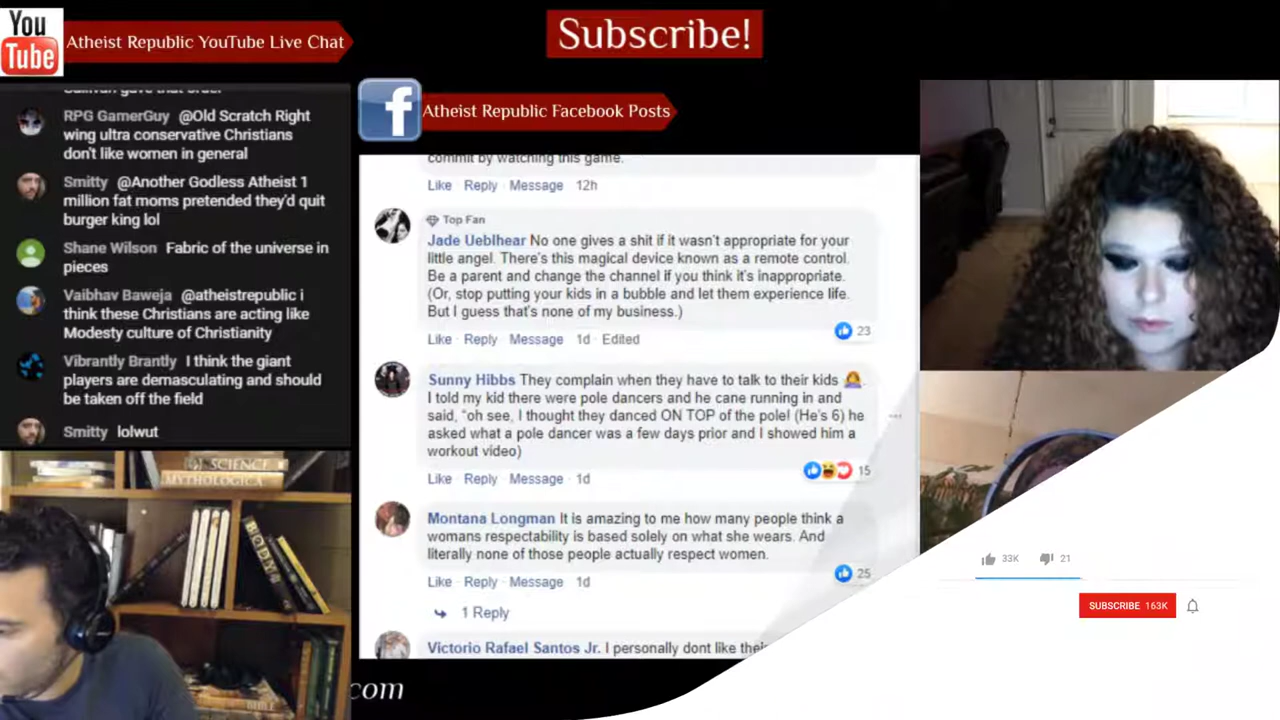 You
Tube
Atheist Republic YouTube Live Chat
Subscribe!
Sullivan gave that order
RPG GamerGuy @Old Scratch Right
wing ultra conservative Christians
don't like women in general
Smitty @Another Godless Atheist 1
million fat moms pretended they'd quit
burger king lol
Shane Wilson Fabric of the universe in
pieces
Vaibhav Baweja @atheistrepublic i
think these Christians are acting like
Modesty culture of Christianity
Vibrantly Brantly I think the giant
players are demasculating and should
be taken off the field
Smitty lolwut
f
Atheist Republic Facebook Posts
commit by watching this game.
Like · Reply · Message · 12h
Top Fan
Jade Ueblhear No one gives a shit if it wasn't appropriate for your
little angel. There's this magical device known as a remote control.
Be a parent and change the channel if you think it's inappropriate.
(Or, stop putting your kids in a bubble and let them experience life.
But I guess that's none of my business.)
23
Like · Reply · Message · 1d · Edited
Sunny Hibbs They complain when they have to talk to their kids 🤦‍♀️.
I told my kid there were pole dancers and he cane running in and
said, "oh see, I thought they danced ON TOP of the pole! (He's 6) he
asked what a pole dancer was a few days prior and I showed him a
workout video)
15
Like · Reply · Message · 1d
Montana Longman It is amazing to me how many people think a
womans respectability is based solely on what she wears. And
literally none of those people actually respect women.
25
Like · Reply · Message · 1d
1 Reply
Victorio Rafael Santos Jr. I personally dont like their
SCIENCE
MYTHOLOGICA
BIBLE
com
33K
21
SUBSCRIBE 163K